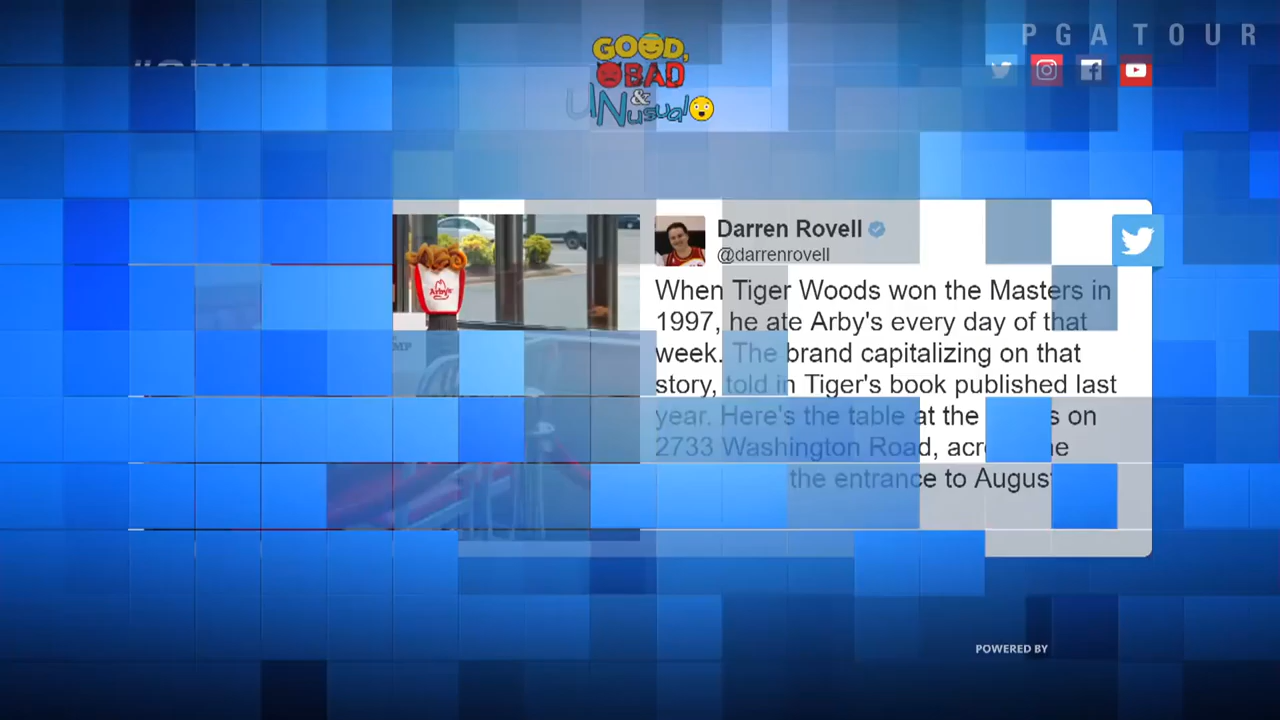 PGA TOUR
GOOD,
BAD
&
UNusual
Darren Rovell
@darrenrovell
Arby's
When Tiger Woods won the Masters in
1997, he ate Arby's every day of that
week. The brand capitalizing on that
story, told in Tiger's book published last
year. Here's the table at the s on
2733 Washington Road, acro
the entrance to August
POWERED BY